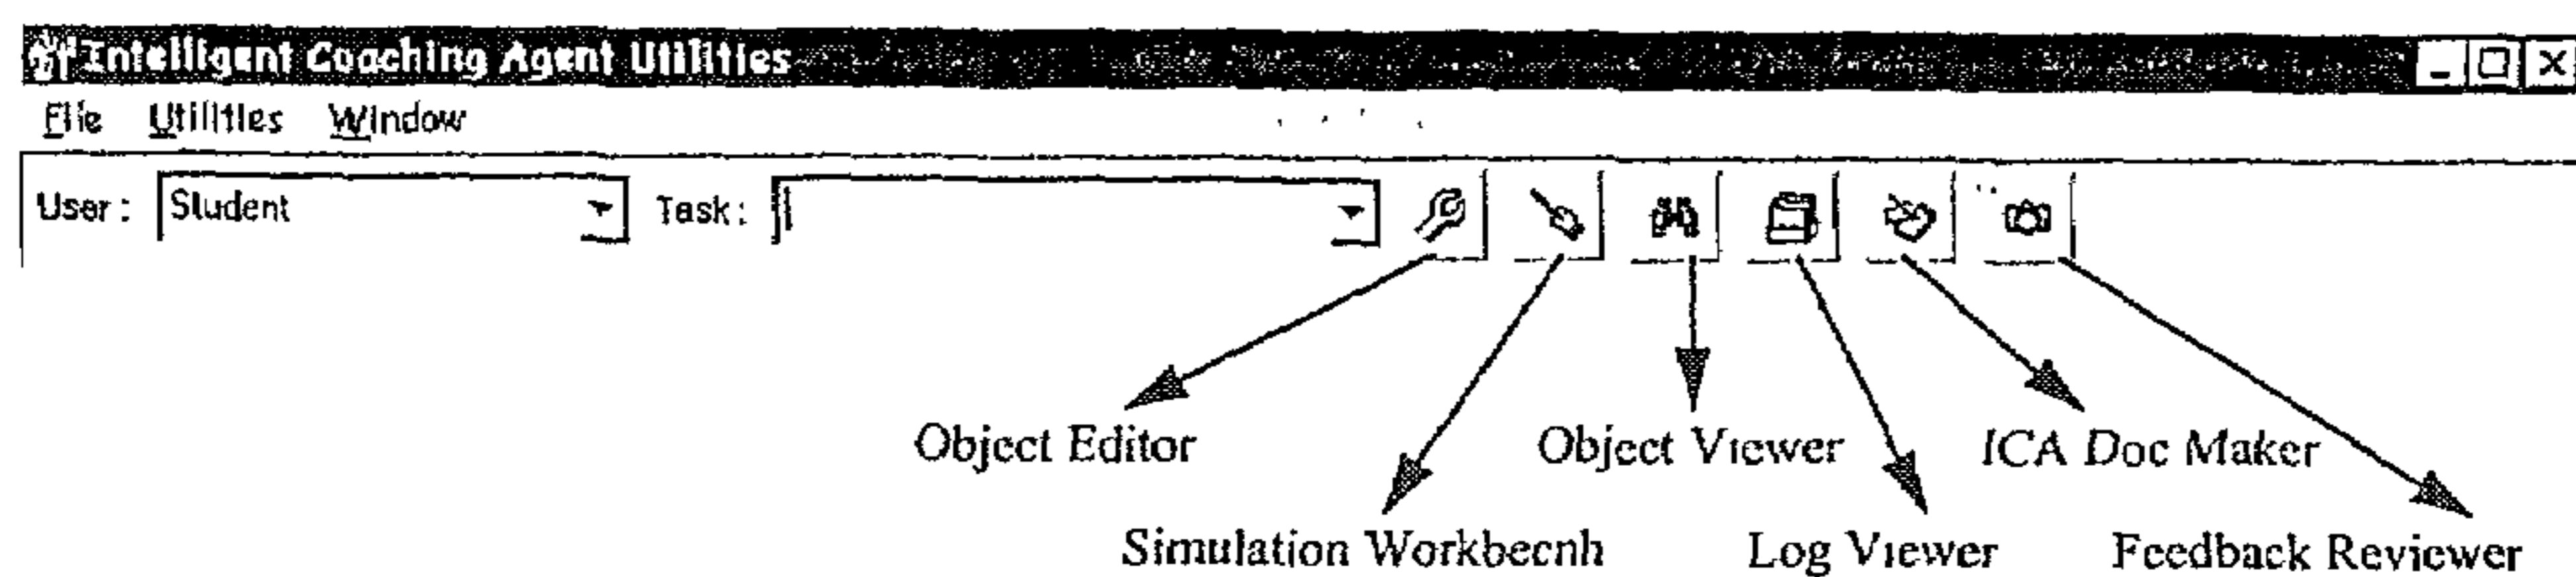 Intelligent Coaching Agent Utilities
File Utilities Window
User: Student Task:
Object Editor Object Viewer ICA Doc Maker
Simulation Workbecnh Log Viewer Feedback Reviewer